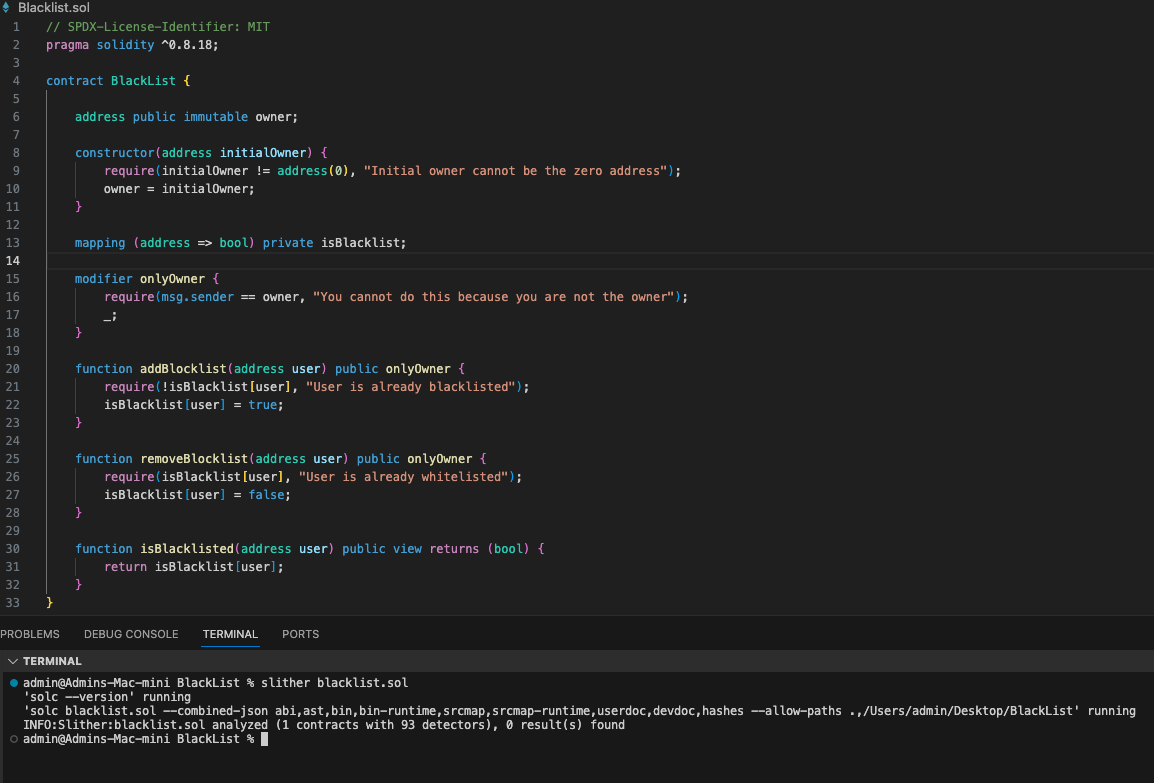 Blacklist.sol
1 // SPDX-License-Identifier: MIT
2 pragma solidity ^0.8.18;
3
4 contract BlackList {
5
6 address public immutable owner;
7
8 constructor(address initialOwner) {
9 require(initialOwner != address(0), "Initial owner cannot be the zero address");
10 owner = initialOwner;
11 }
12
13 mapping (address => bool) private isBlacklist;
14
15 modifier onlyOwner {
16 require(msg.sender == owner, "You cannot do this because you are not the owner");
17 _;
18 }
19
20 function addBlocklist(address user) public onlyOwner {
21 require(!isBlacklist[user], "User is already blacklisted");
22 isBlacklist[user] = true;
23 }
24
25 function removeBlocklist(address user) public onlyOwner {
26 require(isBlacklist[user], "User is already whitelisted");
27 isBlacklist[user] = false;
28 }
29
30 function isBlacklisted(address user) public view returns (bool) {
31 return isBlacklist[user];
32 }
33 }
PROBLEMS DEBUG CONSOLE TERMINAL PORTS
TERMINAL
admin@Admins-Mac-mini BlackList % slither blacklist.sol
'solc --version' running
'solc blacklist.sol --combined-json abi,ast,bin,bin-runtime,srcmap,srcmap-runtime,userdoc,devdoc,hashes --allow-paths .,/Users/admin/Desktop/BlackList' running
INFO:Slither:blacklist.sol analyzed (1 contracts with 93 detectors), 0 result(s) found
admin@Admins-Mac-mini BlackList %